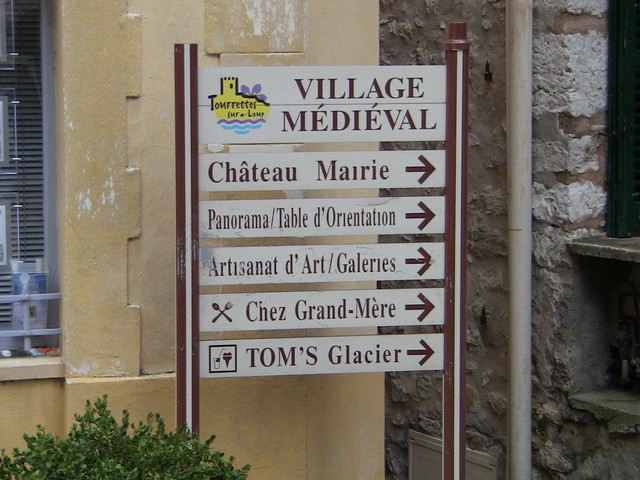 Tourrettes
sur Loup
VILLAGE
MÉDIÉVAL
Château Mairie
Panorama/Table d'Orientation
Artisanat d'Art/Galeries
Chez Grand-Mère
TOM'S Glacier